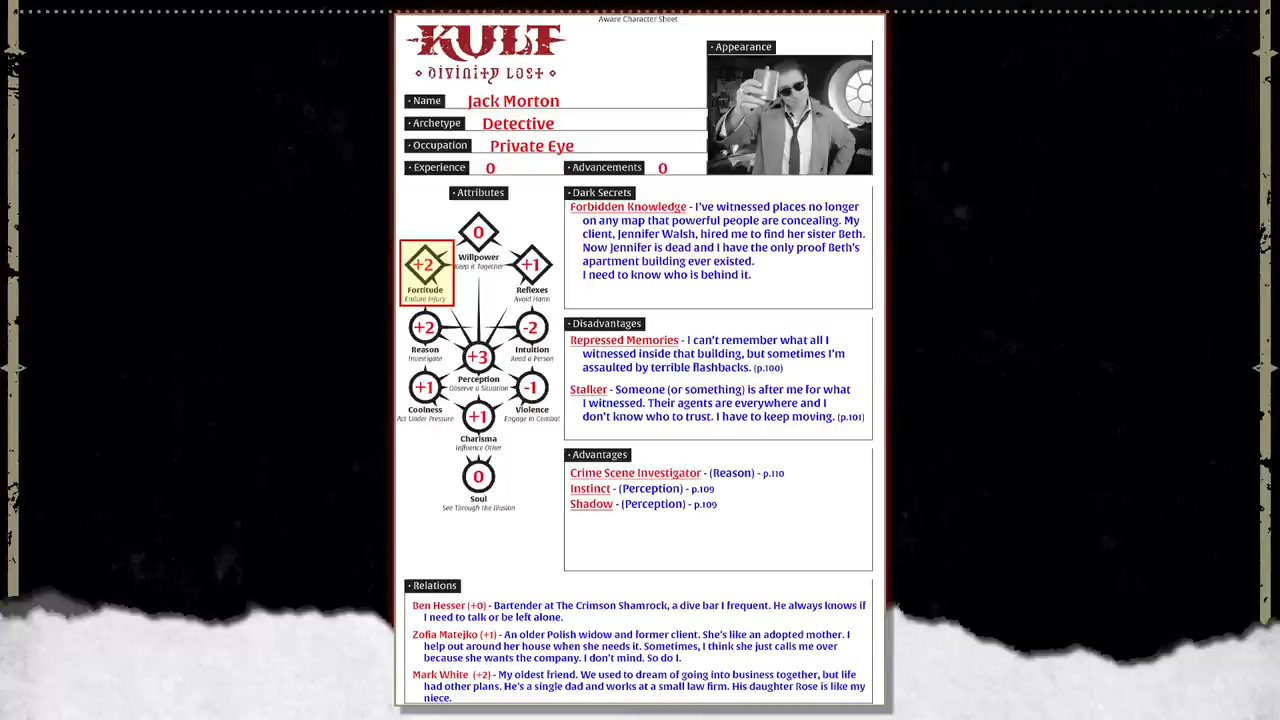 Aware Character Sheet
KULT
Divinity Lost
· Appearance
· Name Jack Morton
· Archetype Detective
· Occupation Private Eye
· Experience 0 · Advancements 0
· Attributes
0
Willpower
Keep it Together
+2
Fortitude
Endure Injury
+1
Reflexes
Avoid Harm
+2
Reason
Investigate
-2
Intuition
Read a Person
+3
Perception
Observe a Situation
+1
Coolness
Act Under Pressure
-1
Violence
Engage in Combat
+1
Charisma
Influence Other
0
Soul
See Through the Illusion
· Dark Secrets
Forbidden Knowledge - I've witnessed places no longer
on any map that powerful people are concealing. My
client, Jennifer Walsh, hired me to find her sister Beth.
Now Jennifer is dead and I have the only proof Beth's
apartment building ever existed.
I need to know who is behind it.
· Disadvantages
Repressed Memories - I can't remember what all I
witnessed inside that building, but sometimes I'm
assaulted by terrible flashbacks. (p.100)
Stalker - Someone (or something) is after me for what
I witnessed. Their agents are everywhere and I
don't know who to trust. I have to keep moving. (p.101)
· Advantages
Crime Scene Investigator - (Reason) - p.110
Instinct - (Perception) - p.109
Shadow - (Perception) - p.109
· Relations
Ben Hesser (+0) - Bartender at The Crimson Shamrock, a dive bar I frequent. He always knows if
I need to talk or be left alone.
Zofia Matejko (+1) - An older Polish widow and former client. She's like an adopted mother. I
help out around her house when she needs it. Sometimes, I think she just calls me over
because she wants the company. I don't mind. So do I.
Mark White (+2) - My oldest friend. We used to dream of going into business together, but life
had other plans. He's a single dad and works at a small law firm. His daughter Rose is like my
niece.